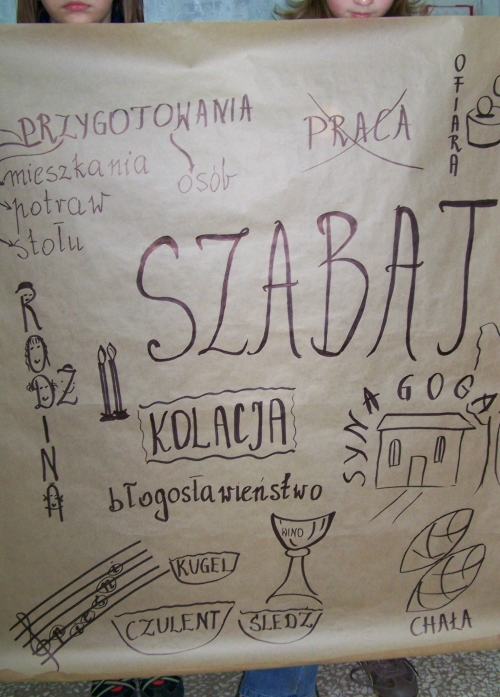 PRZYGOTOWANIA
mieszkania
potraw
stołu
osób
PRACA
OFIARA
SZABAT
RODZINA
KOLACJA
błogosławieństwo
SYNAGOGA
WINO
KUGEL
CZULENT
ŚLEDŹ
CHAŁA